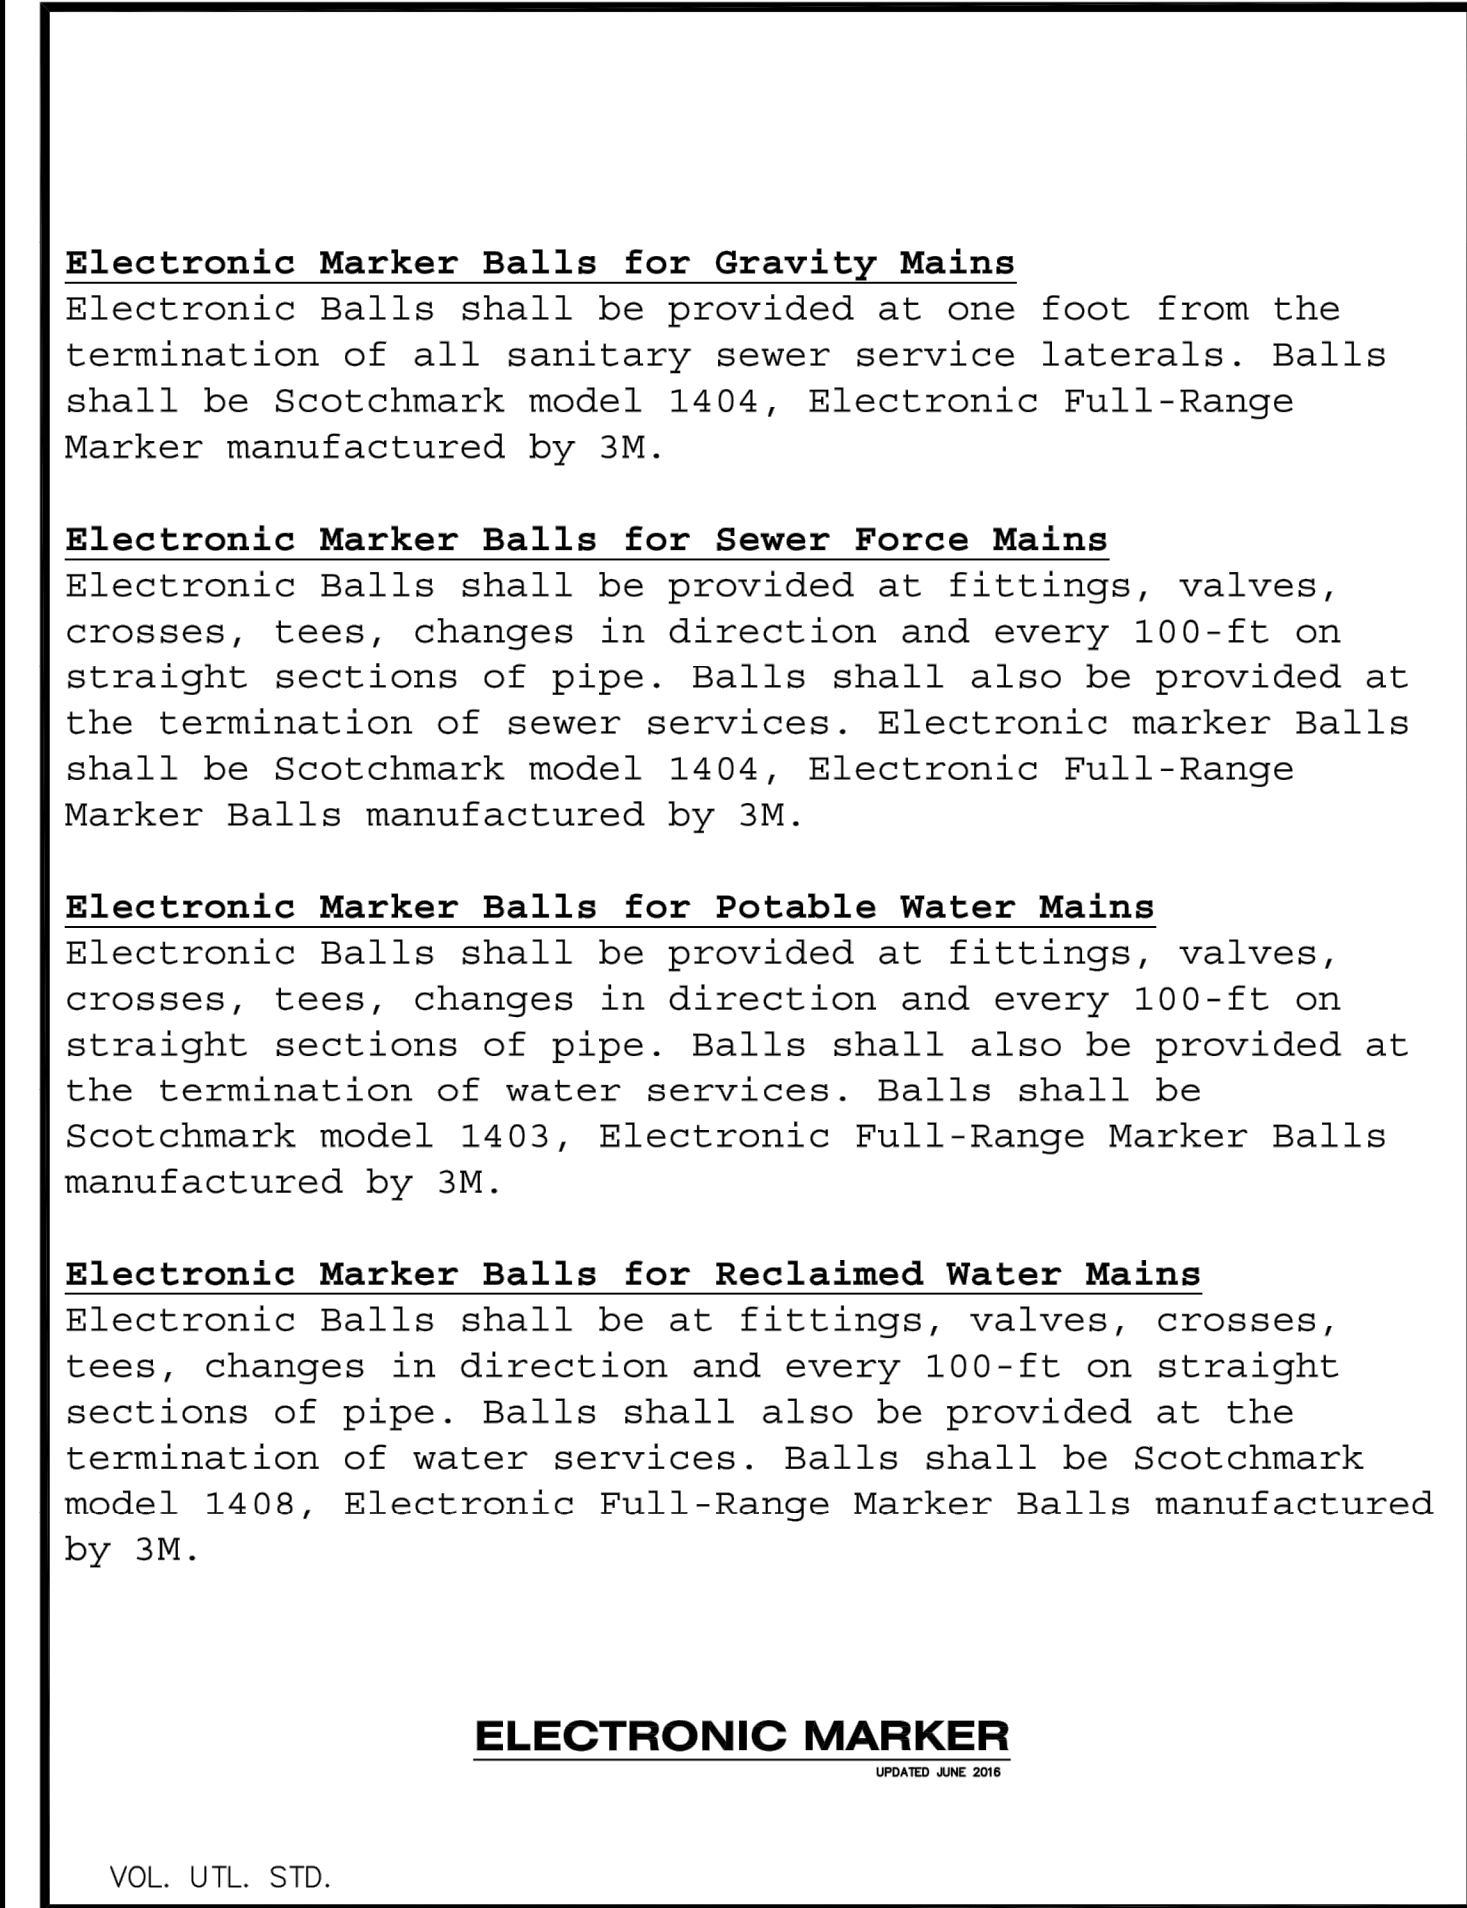 Electronic Marker Balls for Gravity Mains
Electronic Balls shall be provided at one foot from the
termination of all sanitary sewer service laterals. Balls
shall be Scotchmark model 1404, Electronic Full-Range
Marker manufactured by 3M.
Electronic Marker Balls for Sewer Force Mains
Electronic Balls shall be provided at fittings, valves,
crosses, tees, changes in direction and every 100-ft on
straight sections of pipe. Balls shall also be provided at
the termination of sewer services. Electronic marker Balls
shall be Scotchmark model 1404, Electronic Full-Range
Marker Balls manufactured by 3M.
Electronic Marker Balls for Potable Water Mains
Electronic Balls shall be provided at fittings, valves,
crosses, tees, changes in direction and every 100-ft on
straight sections of pipe. Balls shall also be provided at
the termination of water services. Balls shall be
Scotchmark model 1403, Electronic Full-Range Marker Balls
manufactured by 3M.
Electronic Marker Balls for Reclaimed Water Mains
Electronic Balls shall be at fittings, valves, crosses,
tees, changes in direction and every 100-ft on straight
sections of pipe. Balls shall also be provided at the
termination of water services. Balls shall be Scotchmark
model 1408, Electronic Full-Range Marker Balls manufactured
by 3M.
ELECTRONIC MARKER
UPDATED JUNE 2016
VOL. UTL. STD.